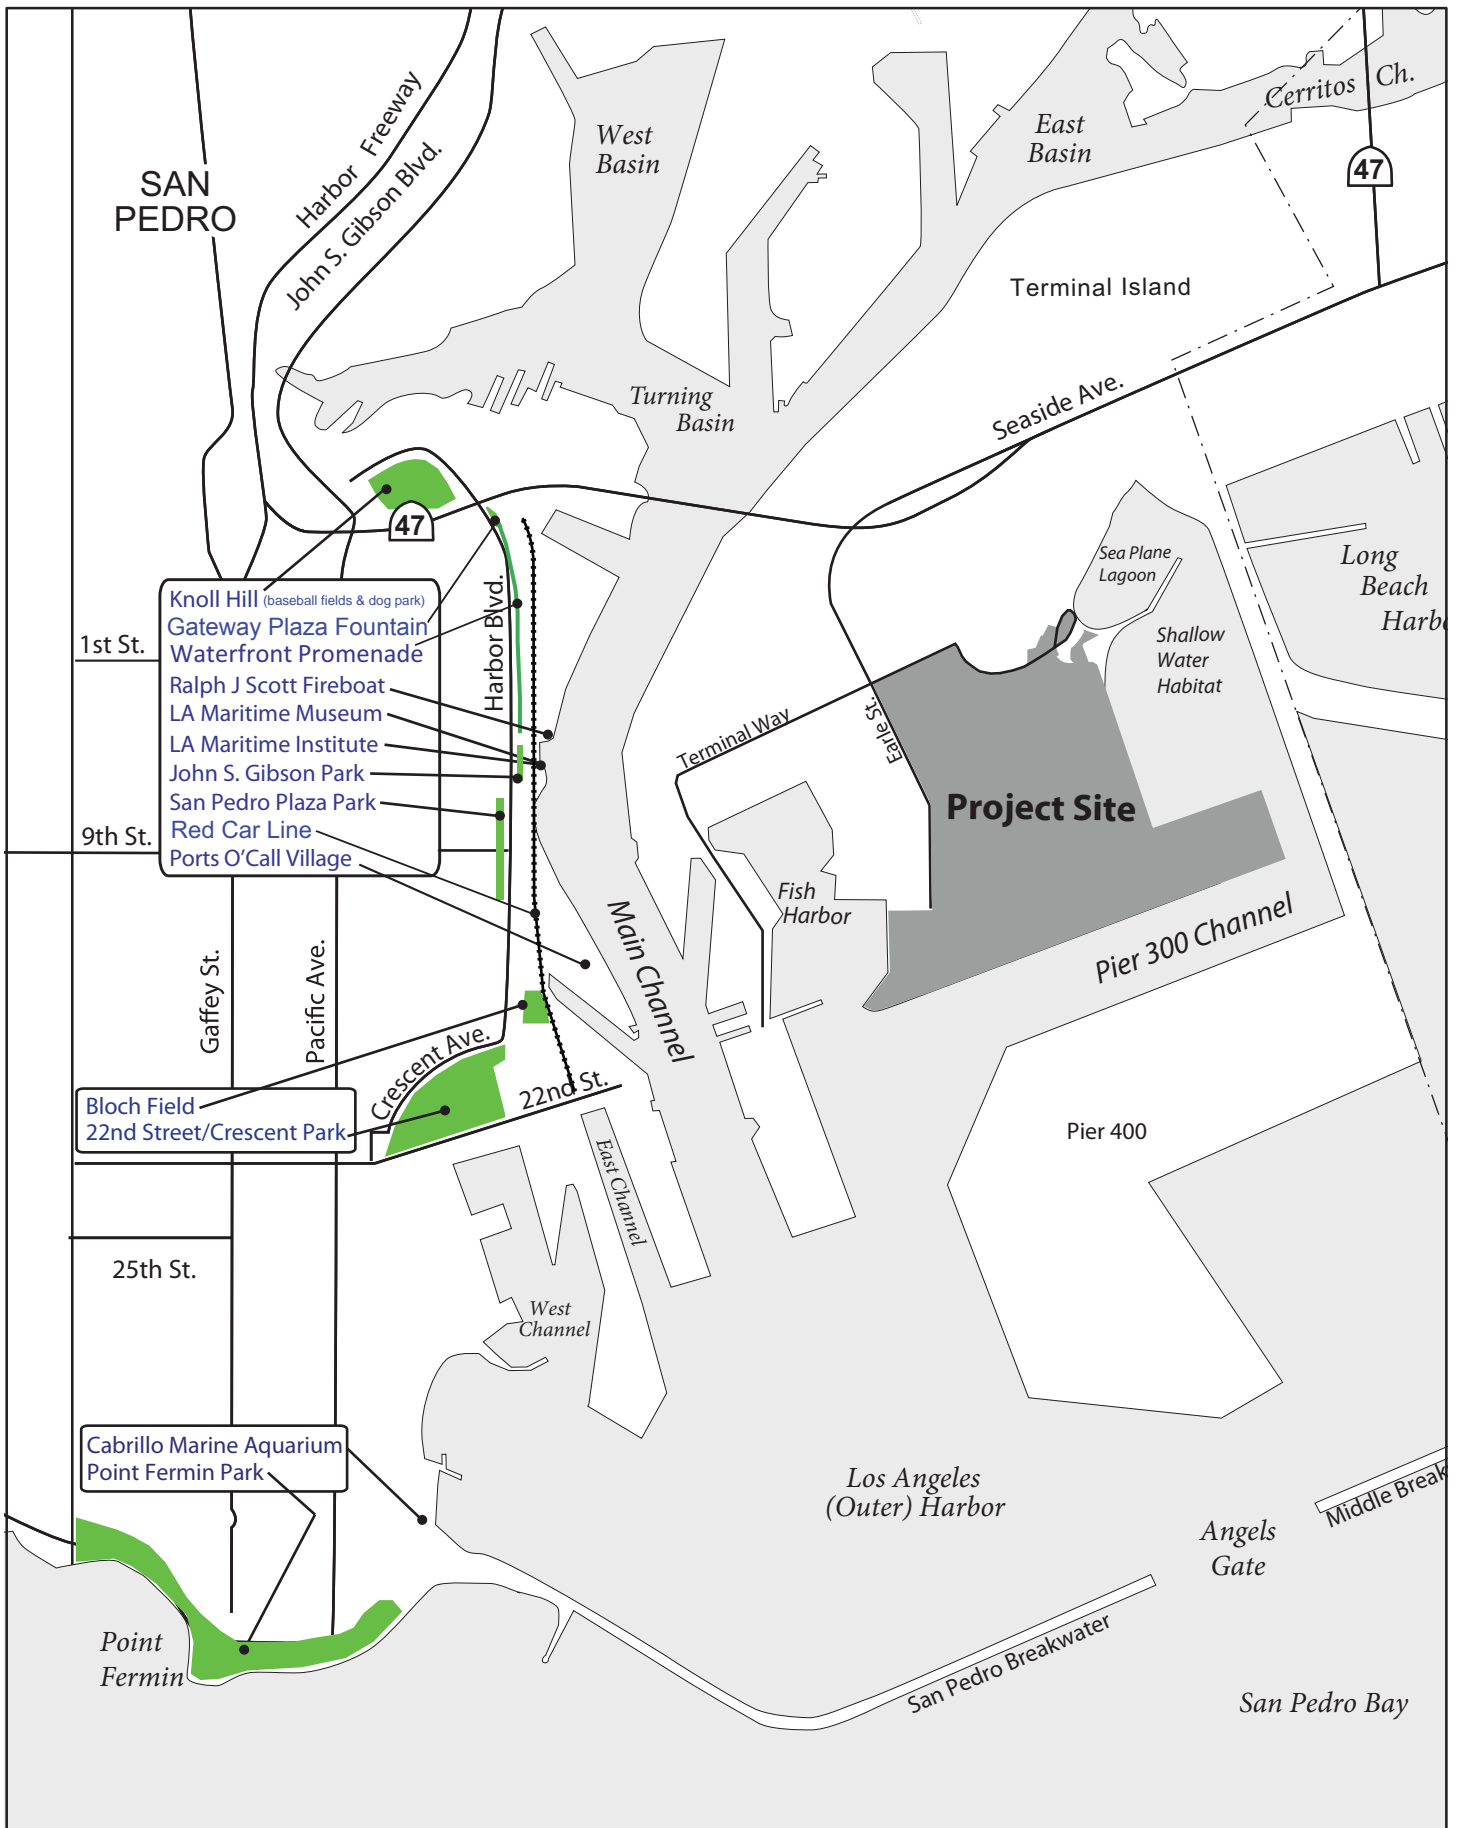 West
Basin
East
Basin
Cerritos Ch.
47
SAN
PEDRO
Harbor Freeway
John S. Gibson Blvd.
Terminal Island
Turning
Basin
Seaside Ave.
47
Sea Plane
Lagoon
Long
Beach
Shallow
Water
Habitat
Knoll Hill (baseball fields & dog park)
Gateway Plaza Fountain
Waterfront Promenade
Ralph J Scott Fireboat
LA Maritime Museum
LA Maritime Institute
John S. Gibson Park
San Pedro Plaza Park
Red Car Line
Ports O'Call Village
1st St.
9th St.
Harbor Blvd.
Terminal Way
Earle St.
Project Site
Fish
Harbor
Main Channel
Pier 300 Channel
Gaffey St.
Pacific Ave.
Crescent Ave.
22nd St.
Bloch Field
22nd Street/Crescent Park
Pier 400
East Channel
25th St.
West
Channel
Cabrillo Marine Aquarium
Point Fermin Park
Los Angeles
(Outer) Harbor
Middle Break
Angels
Gate
Point
Fermin
San Pedro Breakwater
San Pedro Bay